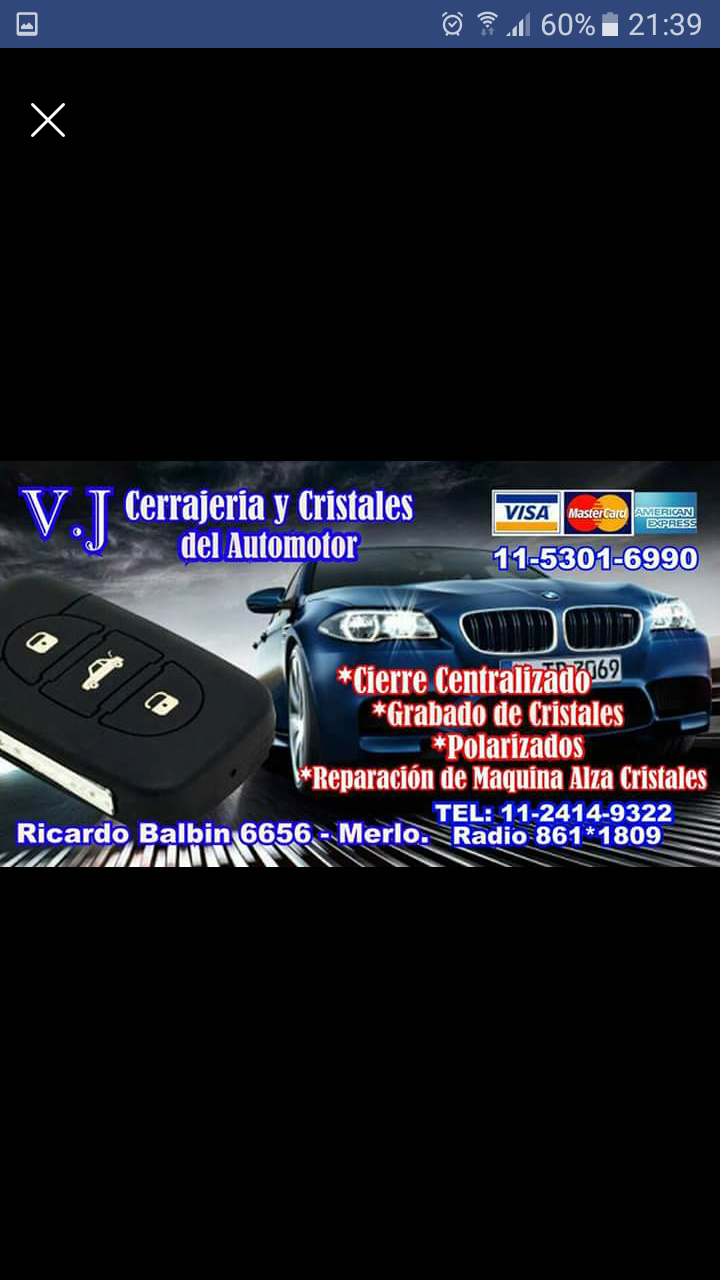 60% 21:39
V.J Cerrajeria y Cristales
del Automotor
VISA MasterCard AMERICAN EXPRESS
11-5301-6990
*Cierre Centralizado
*Grabado de Cristales
*Polarizados
*Reparación de Maquina Alza Cristales
TEL: 11-2414-9322
Ricardo Balbin 6656 - Merlo. Radio 861*1809